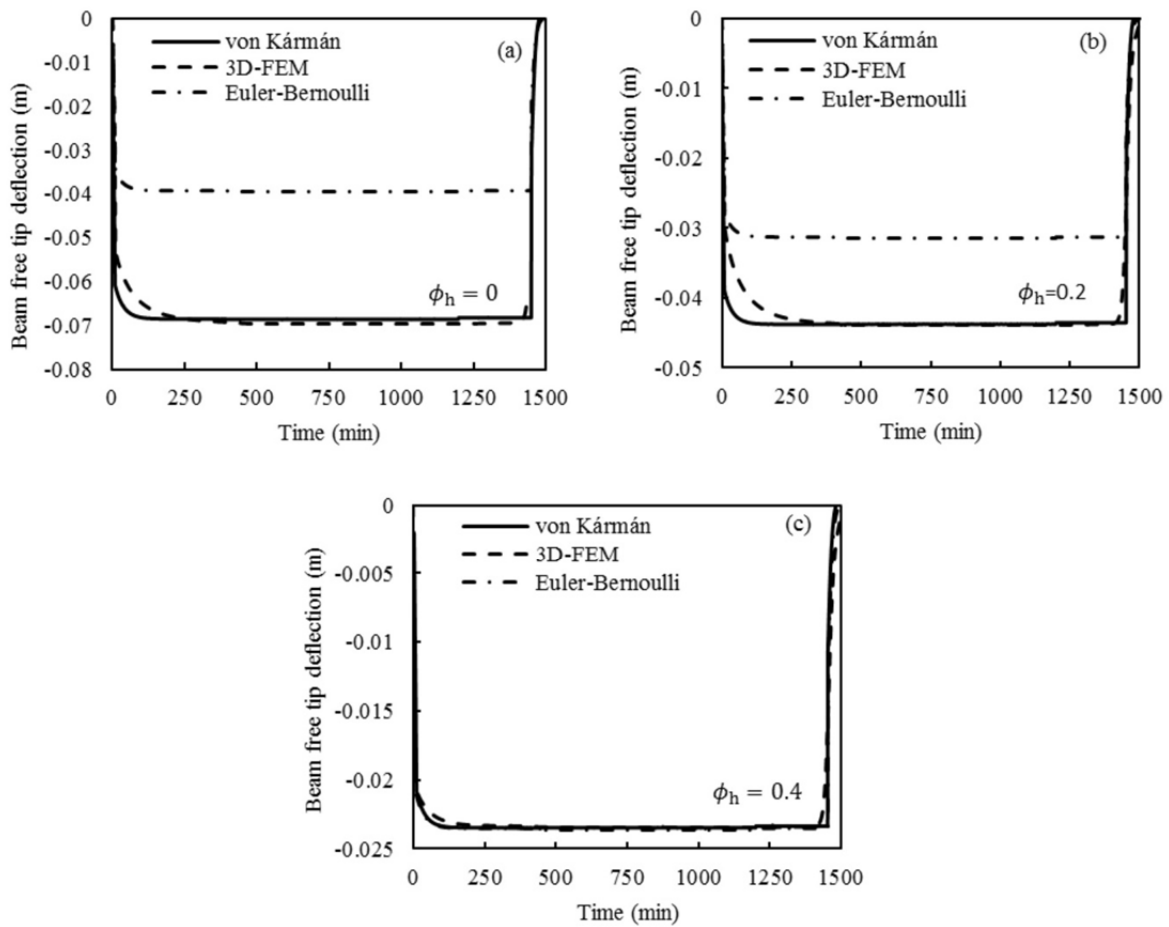 (a)
von Kármán
3D-FEM
Euler-Bernoulli
Beam free tip deflection (m)
0
-0.01
-0.02
-0.03
-0.04
-0.05
-0.06
-0.07
-0.08
ϕh = 0
0 250 500 750 1000 1250 1500
Time (min)
(b)
von Kármán
3D-FEM
Euler-Bernoulli
Beam free tip deflection (m)
0
-0.01
-0.02
-0.03
-0.04
-0.05
ϕh=0.2
0 250 500 750 1000 1250 1500
Time (min)
(c)
von Kármán
3D-FEM
Euler-Bernoulli
Beam free tip deflection (m)
0
-0.005
-0.01
-0.015
-0.02
-0.025
ϕh = 0.4
0 250 500 750 1000 1250 1500
Time (min)